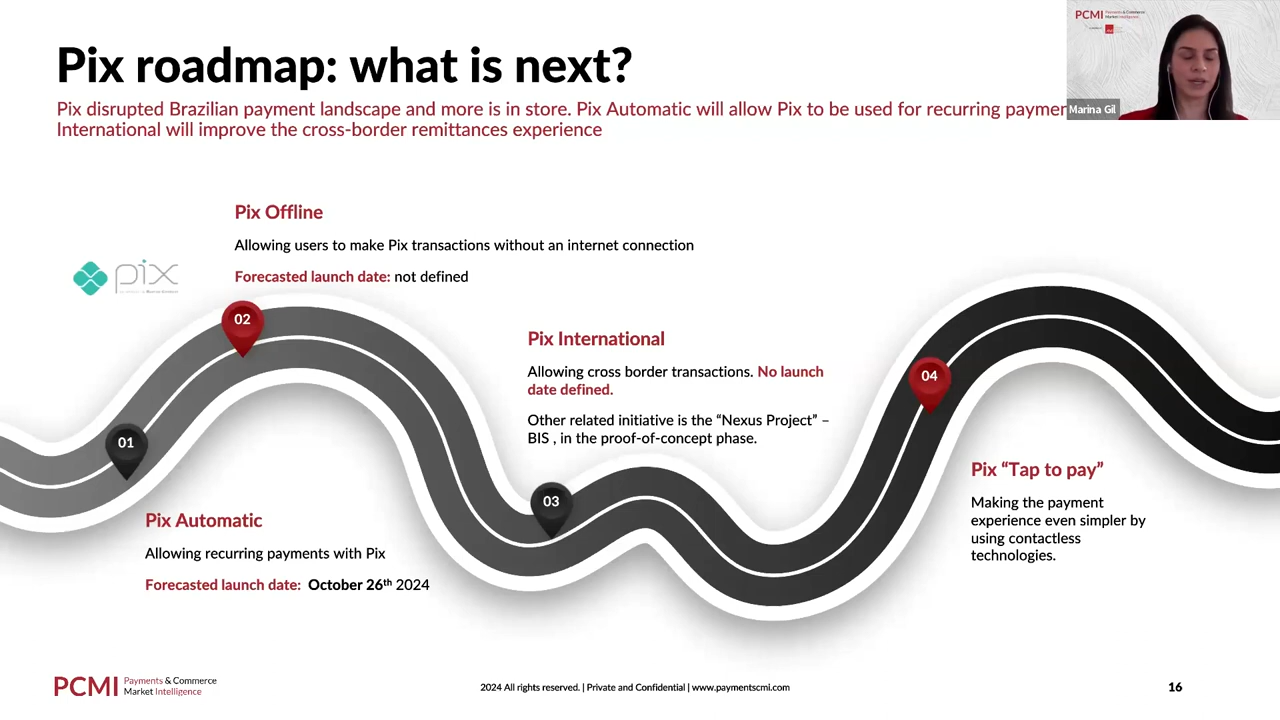 Pix roadmap: what is next?
Pix disrupted Brazilian payment landscape and more is in store. Pix Automatic will allow Pix to be used for recurring
International will improve the cross-border remittances experience
PCMI Payments & Commerce
Market Intelligence
Marina Gil
Pix Offline
Allowing users to make Pix transactions without an internet connection
Forecasted launch date: not defined
pix
02
Pix International
Allowing cross border transactions. No launch
date defined.
Other related initiative is the “Nexus Project” –
BIS , in the proof-of-concept phase.
04
01
03
Pix “Tap to pay”
Making the payment
experience even simpler by
using contactless
technologies.
Pix Automatic
Allowing recurring payments with Pix
Forecasted launch date: October 26th 2024
PCMI Payments & Commerce
Market Intelligence
2024 All rights reserved. | Private and Confidential | www.paymentscmi.com
16